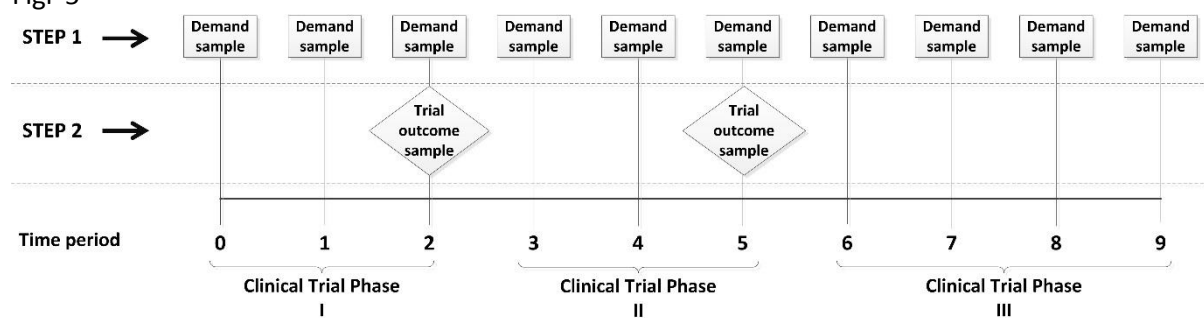 Fig. 3
STEP 1
Demand sample
Demand sample
Demand sample
Demand sample
Demand sample
Demand sample
Demand sample
Demand sample
Demand sample
Demand sample
STEP 2
Trial
outcome
sample
Trial
outcome
sample
Time period 0 1 2 3 4 5 6 7 8 9
Clinical Trial Phase
I
Clinical Trial Phase
II
Clinical Trial Phase
III